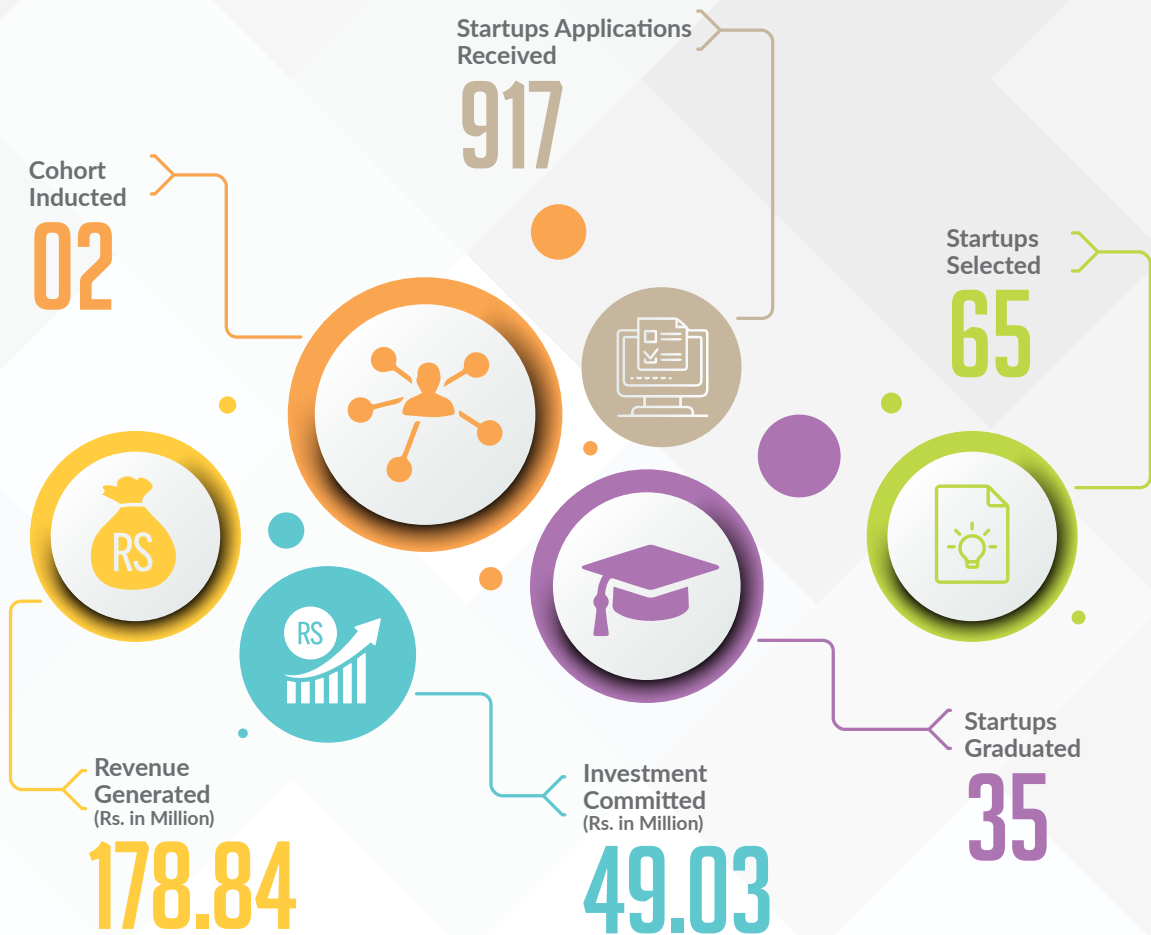 Startups Applications
Received
917
Cohort
Inducted
02
Startups
Selected
65
RS
RS
Startups
Graduated
35
Revenue
Generated
(Rs. in Million)
178.84
Investment
Committed
(Rs. in Million)
49.03